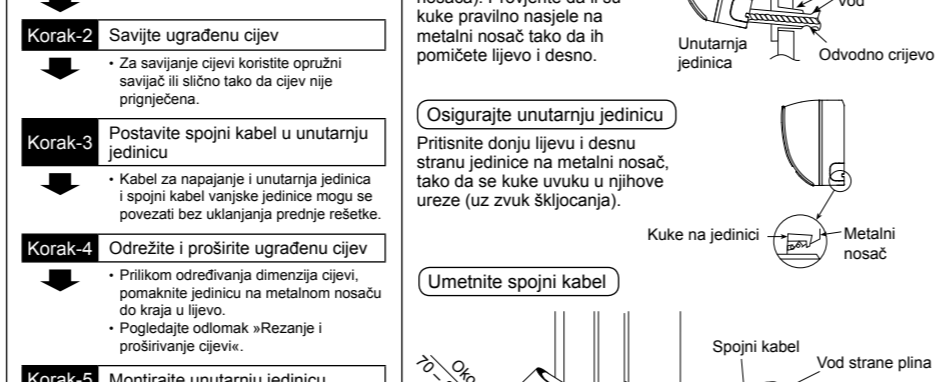 Korak-2 Savijte ugrađenu cijev
• Za savijanje cijevi koristite opružni
savijač ili slično tako da cijev nije
prignječena.
Korak-3 Postavite spojni kabel u unutarnju
jedinicu
• Kabel za napajanje i unutarnja jedinica
i spojni kabel vanjske jedinice mogu se
povezati bez uklanjanja prednje rešetke.
Korak-4 Odrežite i proširite ugrađenu cijev
• Prilikom određivanja dimenzija cijevi,
pomaknite jedinicu na metalnom nosaču
do kraja u lijevo.
• Pogledajte odlomak »Rezanje i
proširivanje cijevi«.
Korak-5 Montirajte unutarnju jedinicu
nosača). Provjerite da li su
kuke pravilno nasjele na
metalni nosač tako da ih
pomičete lijevo i desno.
Vod
Unutarnja
jedinica
Odvodno crijevo
Osigurajte unutarnju jedinicu
Pritisnite donju lijevu i desnu
stranu jedinice na metalni nosač,
tako da se kuke uvuku u njihove
ureze (uz zvuk škljocanja).
Kuke na jedinici
Metalni
nosač
Umetnite spojni kabel
Oko
70 –
Spojni kabel
Vod strane plina